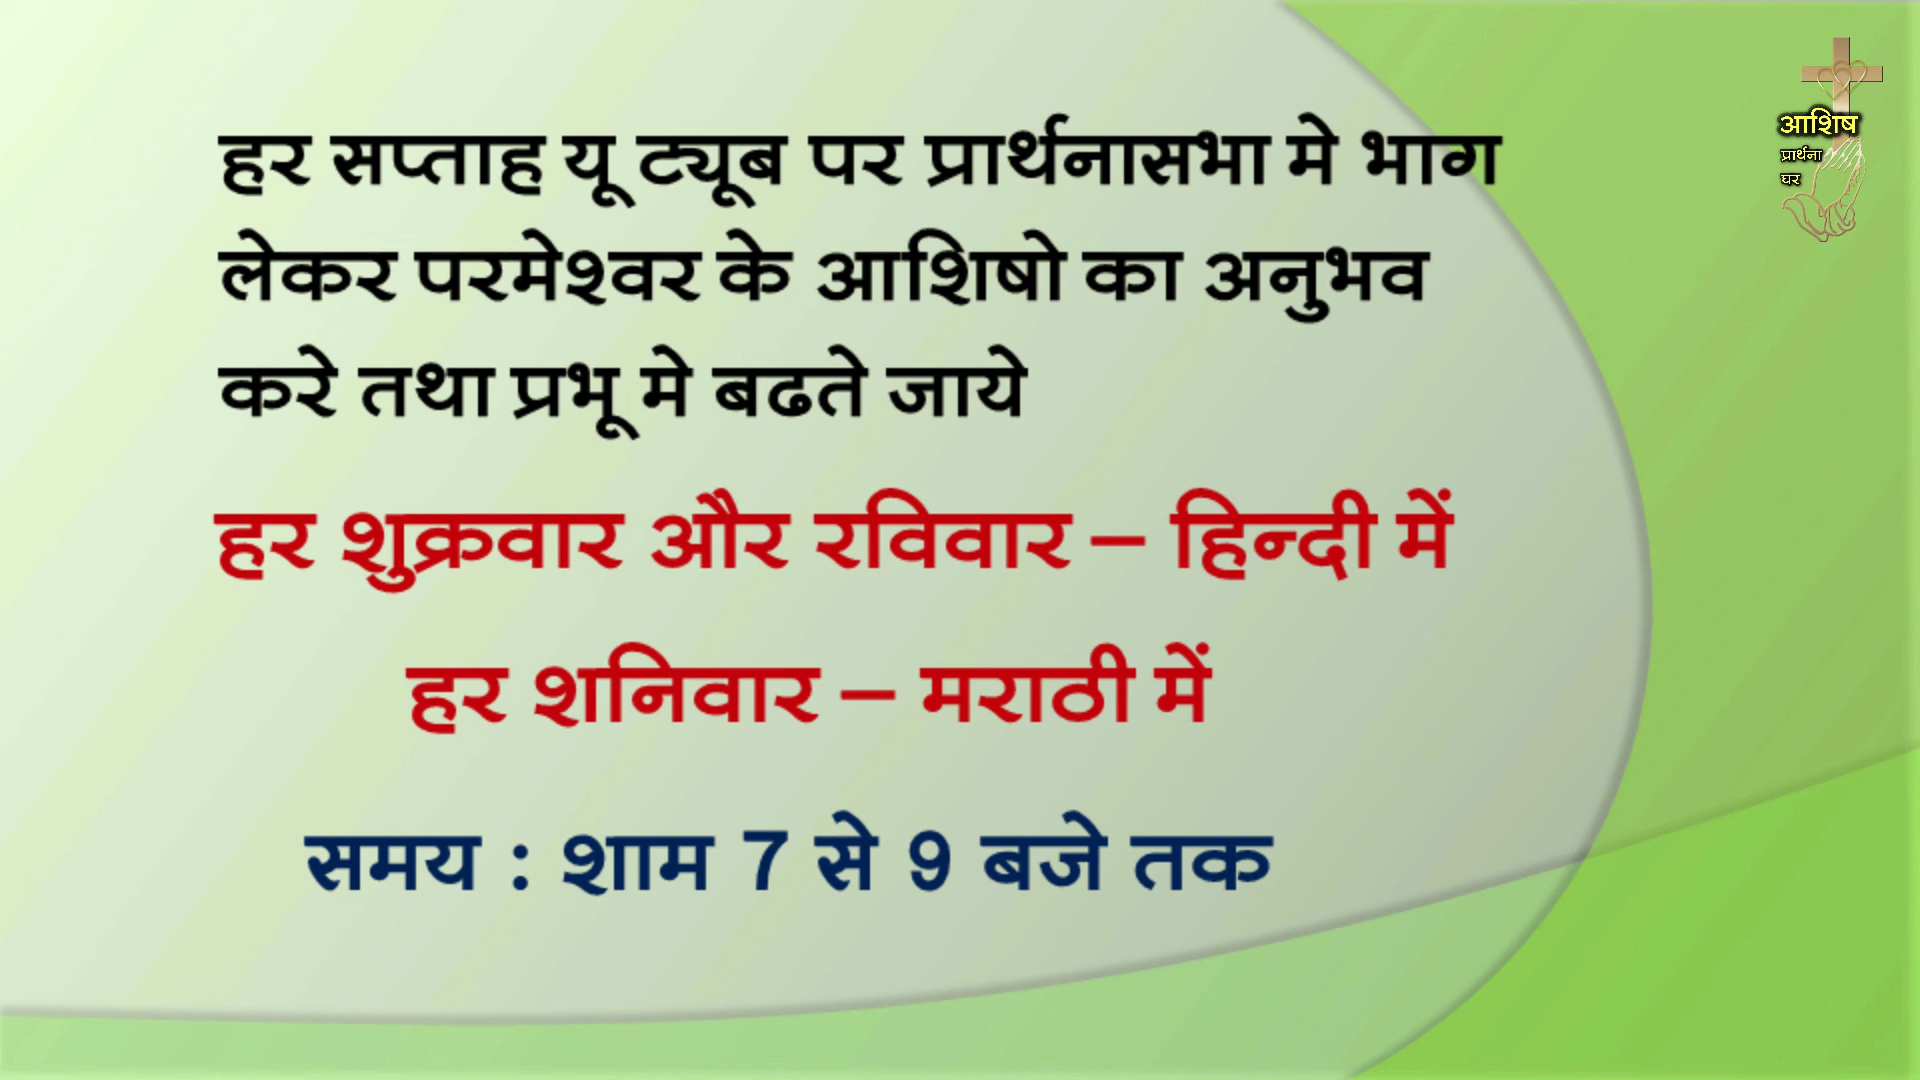 हर सप्ताह यू ट्यूब पर प्रार्थनासभा मे भाग
लेकर परमेश्वर के आशिषो का अनुभव
करे तथा प्रभू मे बढते जाये
हर शुक्रवार और रविवार – हिन्दी में
हर शनिवार – मराठी में
समय : शाम 7 से 9 बजे तक
आशिष
प्रार्थना
घर